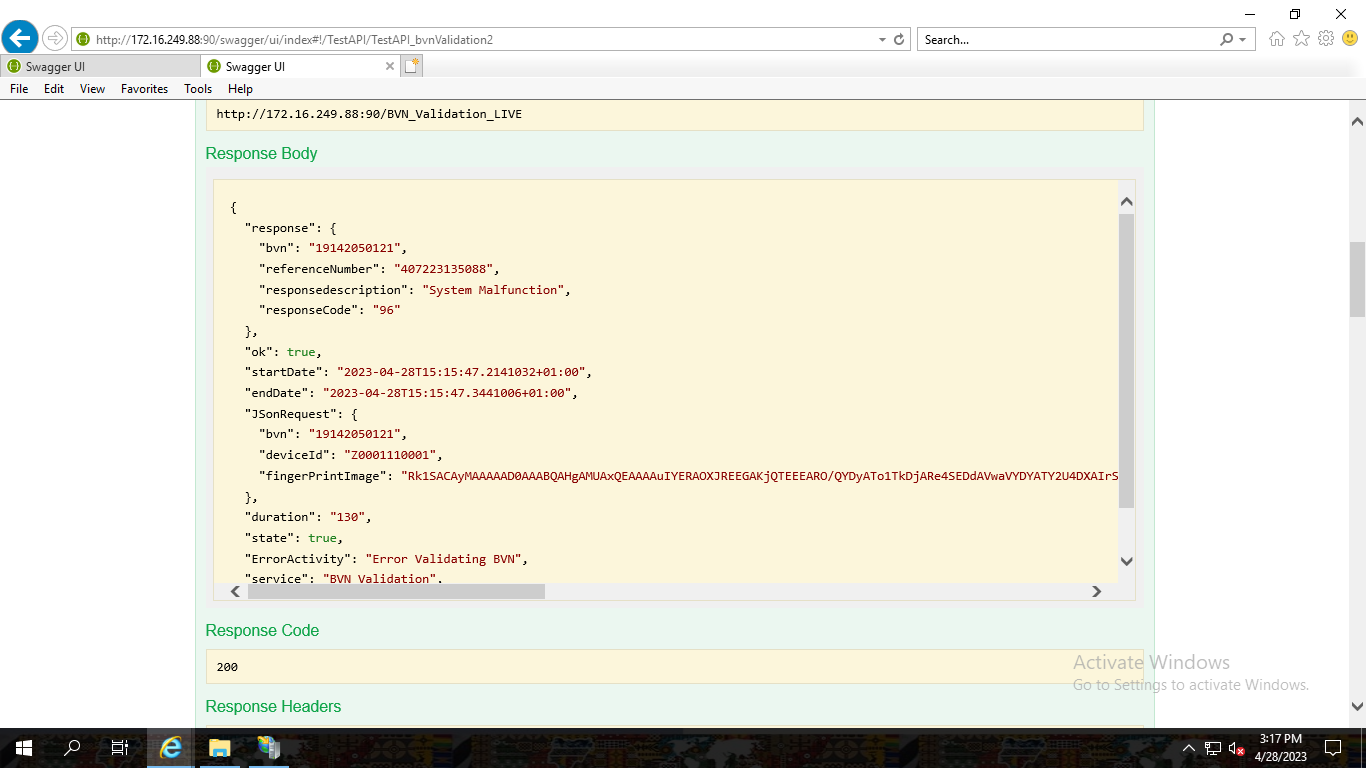 http://172.16.249.88:90/swagger/ui/index#!/TestAPI/TestAPI_bvnValidation2
Search...
Swagger UI
Swagger UI
File Edit View Favorites Tools Help
http://172.16.249.88:90/BVN_Validation_LIVE
Response Body
{
"response": {
"bvn": "19142050121",
"referenceNumber": "407223135088",
"responsedescription": "System Malfunction",
"responseCode": "96"
},
"ok": true,
"startDate": "2023-04-28T15:15:47.2141032+01:00",
"endDate": "2023-04-28T15:15:47.3441006+01:00",
"JSonRequest": {
"bvn": "19142050121",
"deviceId": "Z0001110001",
"fingerPrintImage": "Rk1SACAyMAAAAAD0AAABQAHgAMUAxQEAAAAuIYERAOXJREEGAKjQTEEEARO/QYDyATo1TkDjARe4SEDdAVwaVYDYATY2U4DXAIrS
},
"duration": "130",
"state": true,
"ErrorActivity": "Error Validating BVN",
"service": "BVN Validation",
Response Code
200
Activate Windows
Go to Settings to activate Windows.
Response Headers
3:17 PM
4/28/2023